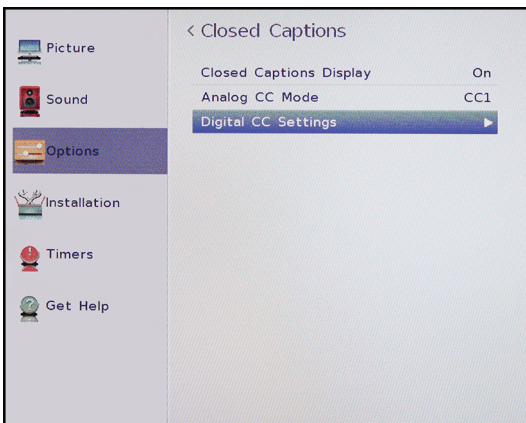 < Closed Captions
Picture
Closed Captions Display On
Sound
Analog CC Mode CC1
Digital CC Settings
Options
Installation
Timers
Get Help